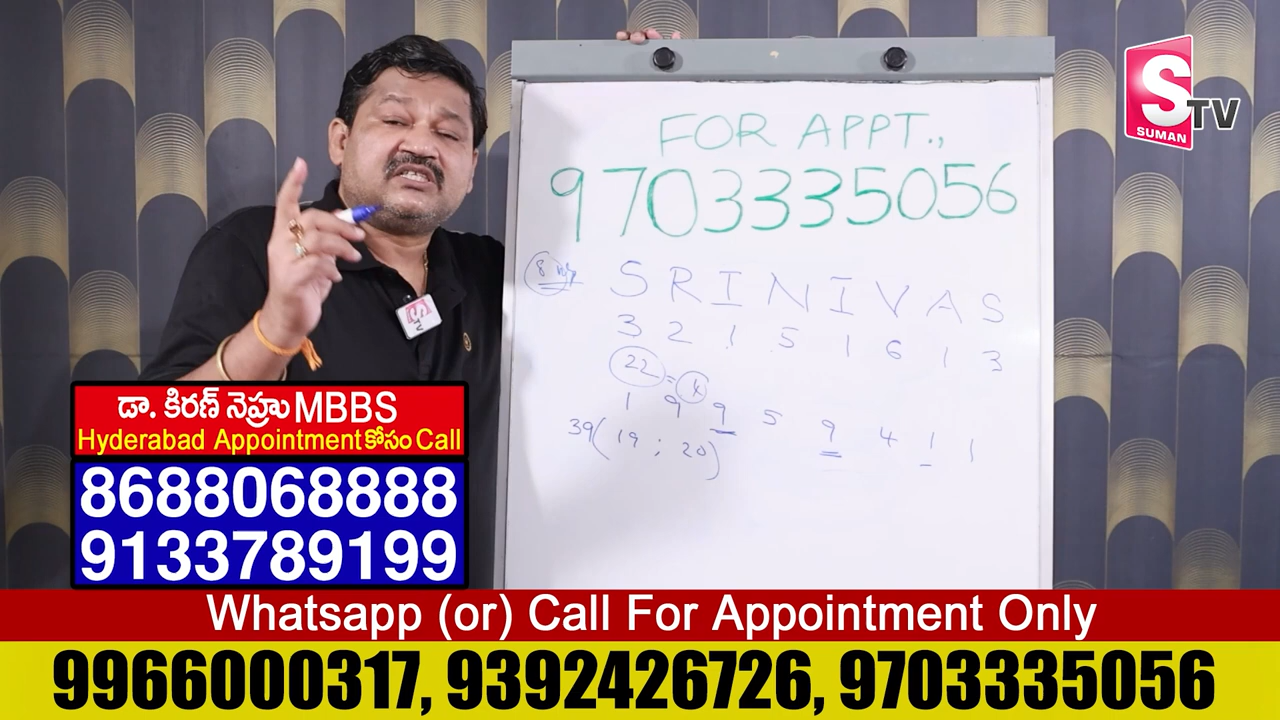 S
SUMAN
TV
FOR APPT.,
9703335056
S R I N I V A S
3 2 1 5 1 6 1 3
22 = 4
1 9 9 5 9 4 1 1
39( 19 ; 20)
డా. కిరణ్ నెహ్రు MBBS
Hyderabad Appointment కోసం Call
8688068888
9133789199
Whatsapp (or) Call For Appointment Only
9966000317, 9392426726, 9703335056